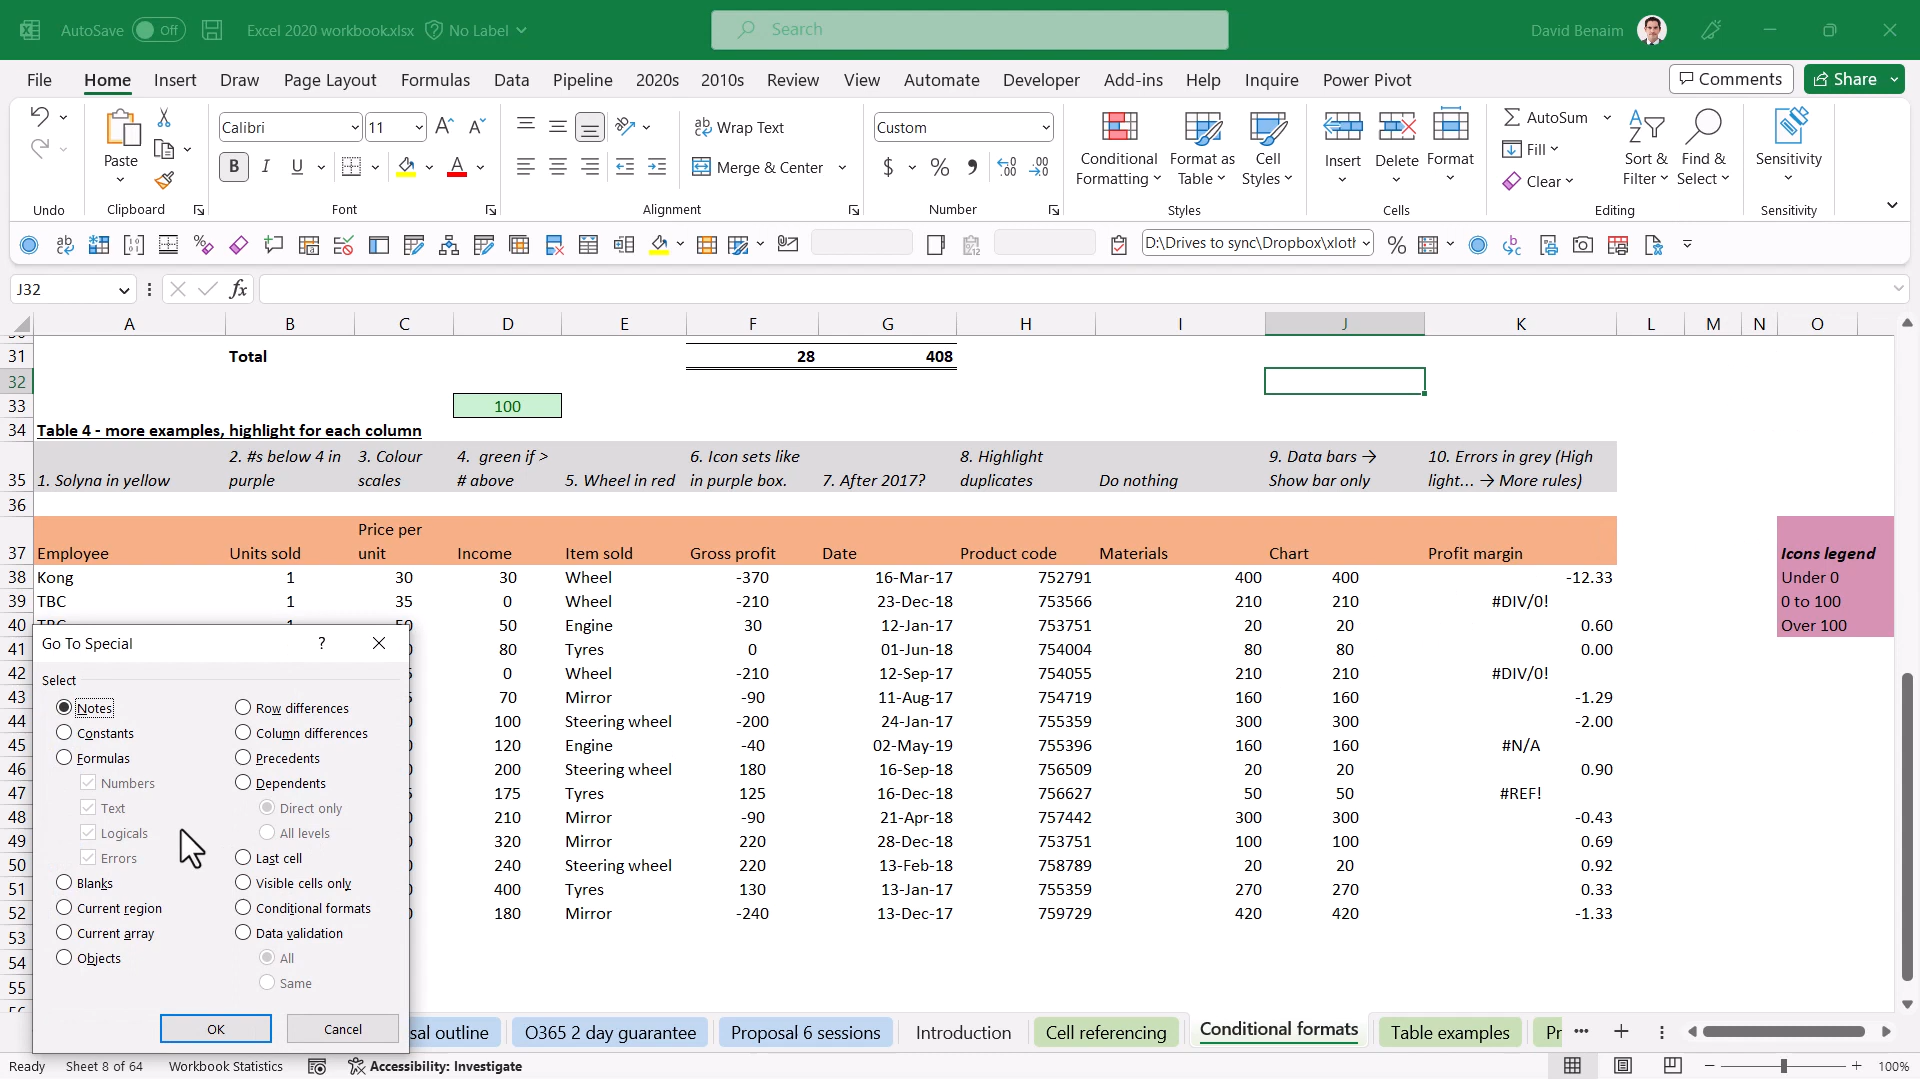 AutoSave Off Excel 2020 workbook.xlsx No Label Search David Benaim
File Home Insert Draw Page Layout Formulas Data Pipeline 2020s 2010s Review View Automate Developer Add-ins Help Inquire Power Pivot Comments Share
Calibri 11 Wrap Text Custom AutoSum
Paste Conditional Format as Cell Insert Delete Format Fill Sort & Find & Sensitivity
B I U A Merge & Center $ % Formatting Table Styles Clear Filter Select
Undo Clipboard Font Alignment Number Styles Cells Editing Sensitivity
D:\Drives to sync\Dropbox\xloth
J32 fx
A B C D E F G H I J K L M N O
31 Total 28 408
32
33 100
34 Table 4 - more examples, highlight for each column
2. #s below 4 in 3. Colour 4. green if > 6. Icon sets like 8. Highlight 9. Data bars → 10. Errors in grey (High
35 1. Solyna in yellow purple scales # above 5. Wheel in red in purple box. 7. After 2017? duplicates Do nothing Show bar only light... → More rules)
36
Price per
37 Employee Units sold unit Income Item sold Gross profit Date Product code Materials Chart Profit margin Icons legend
38 Kong 1 30 30 Wheel -370 16-Mar-17 752791 400 400 -12.33 Under 0
39 TBC 1 35 0 Wheel -210 23-Dec-18 753566 210 210 #DIV/0! 0 to 100
40 TBC 1 50 50 Engine 30 12-Jan-17 753751 20 20 0.60 Over 100
41 80 Tyres 0 01-Jun-18 754004 80 80 0.00
42 0 Wheel -210 12-Sep-17 754055 210 210 #DIV/0!
43 70 Mirror -90 11-Aug-17 754719 160 160 -1.29
44 100 Steering wheel -200 24-Jan-17 755359 300 300 -2.00
45 120 Engine -40 02-May-19 755396 160 160 #N/A
46 200 Steering wheel 180 16-Sep-18 756509 20 20 0.90
47 175 Tyres 125 16-Dec-18 756627 50 50 #REF!
48 210 Mirror -90 21-Apr-18 757442 300 300 -0.43
49 320 Mirror 220 28-Dec-18 753751 100 100 0.69
50 240 Steering wheel 220 13-Feb-18 758789 20 20 0.92
51 400 Tyres 130 13-Jan-17 755359 270 270 0.33
52 180 Mirror -240 13-Dec-17 759729 420 420 -1.33
53
54
55
Go To Special ?
Select
Notes Row differences
Constants Column differences
Formulas Precedents
Numbers Dependents
Text Direct only
Logicals All levels
Errors Last cell
Blanks Visible cells only
Current region Conditional formats
Current array Data validation
Objects All
Same
OK Cancel
sal outline O365 2 day guarantee Proposal 6 sessions Introduction Cell referencing Conditional formats Table examples Pr
Ready Sheet 8 of 64 Workbook Statistics Accessibility: Investigate 100%